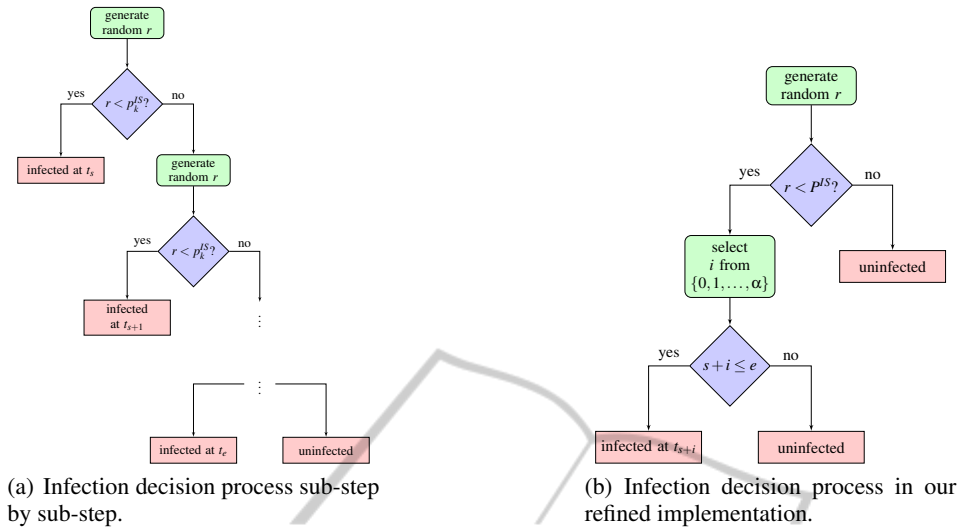 generate
random r
yes
r < p_k^{IS}?
no
infected at t_s
generate
random r
yes
r < p_k^{IS}?
no
infected
at t_{s+1}
⋮
⋮
infected at t_e
uninfected
(a) Infection decision process sub-step
by sub-step.
generate
random r
yes
r < P^{IS}?
no
select
i from
{0,1,...,α}
uninfected
yes
s+i ≤ e
no
infected at t_{s+i}
uninfected
(b) Infection decision process in our
refined implementation.